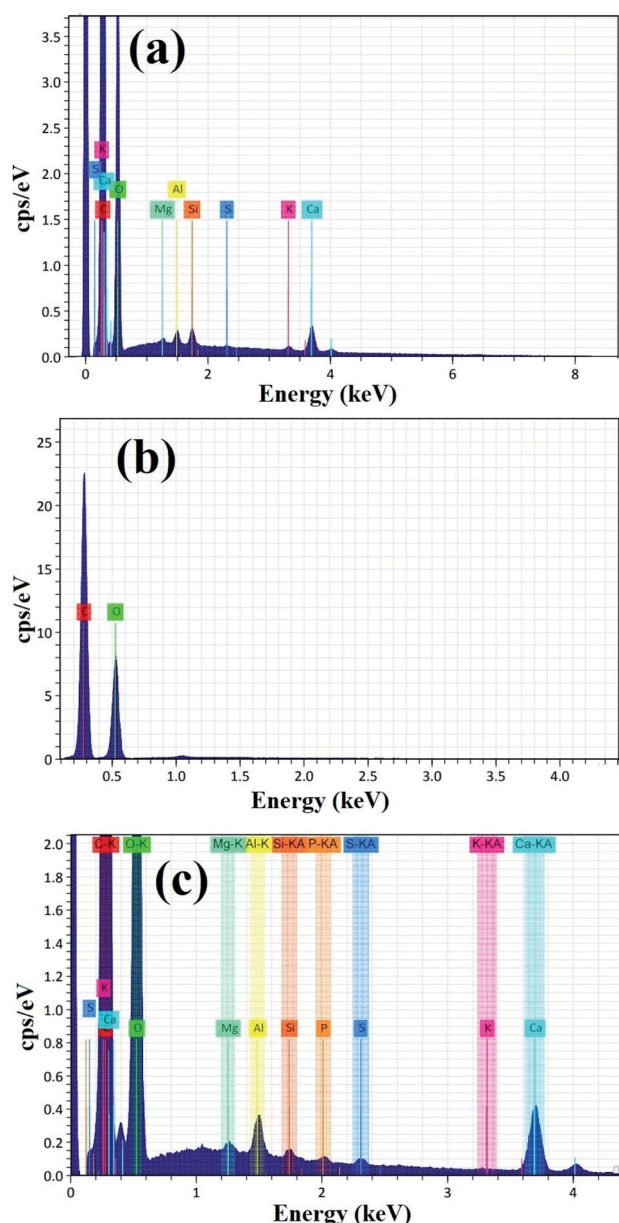 (a)
cps/eV
3.5
3.0
2.5
2.0
1.5
1.0
0.5
0.0
K
S
Ca
C
O
Mg
Al
Si
S
K
Ca
0 2 4 6 8
Energy (keV)
(b)
cps/eV
25
20
15
10
5
0
C
O
0.5 1.0 1.5 2.0 2.5 3.0 3.5 4.0
Energy (keV)
(c)
cps/eV
2.0
1.8
1.6
1.4
1.2
1.0
0.8
0.6
0.4
0.2
0.0
C-K O-K Mg-K Al-K Si-KA P-KA S-KA K-KA Ca-KA
K
S
Ca
O Mg Al Si P S K Ca
0 1 2 3 4
Energy (keV)